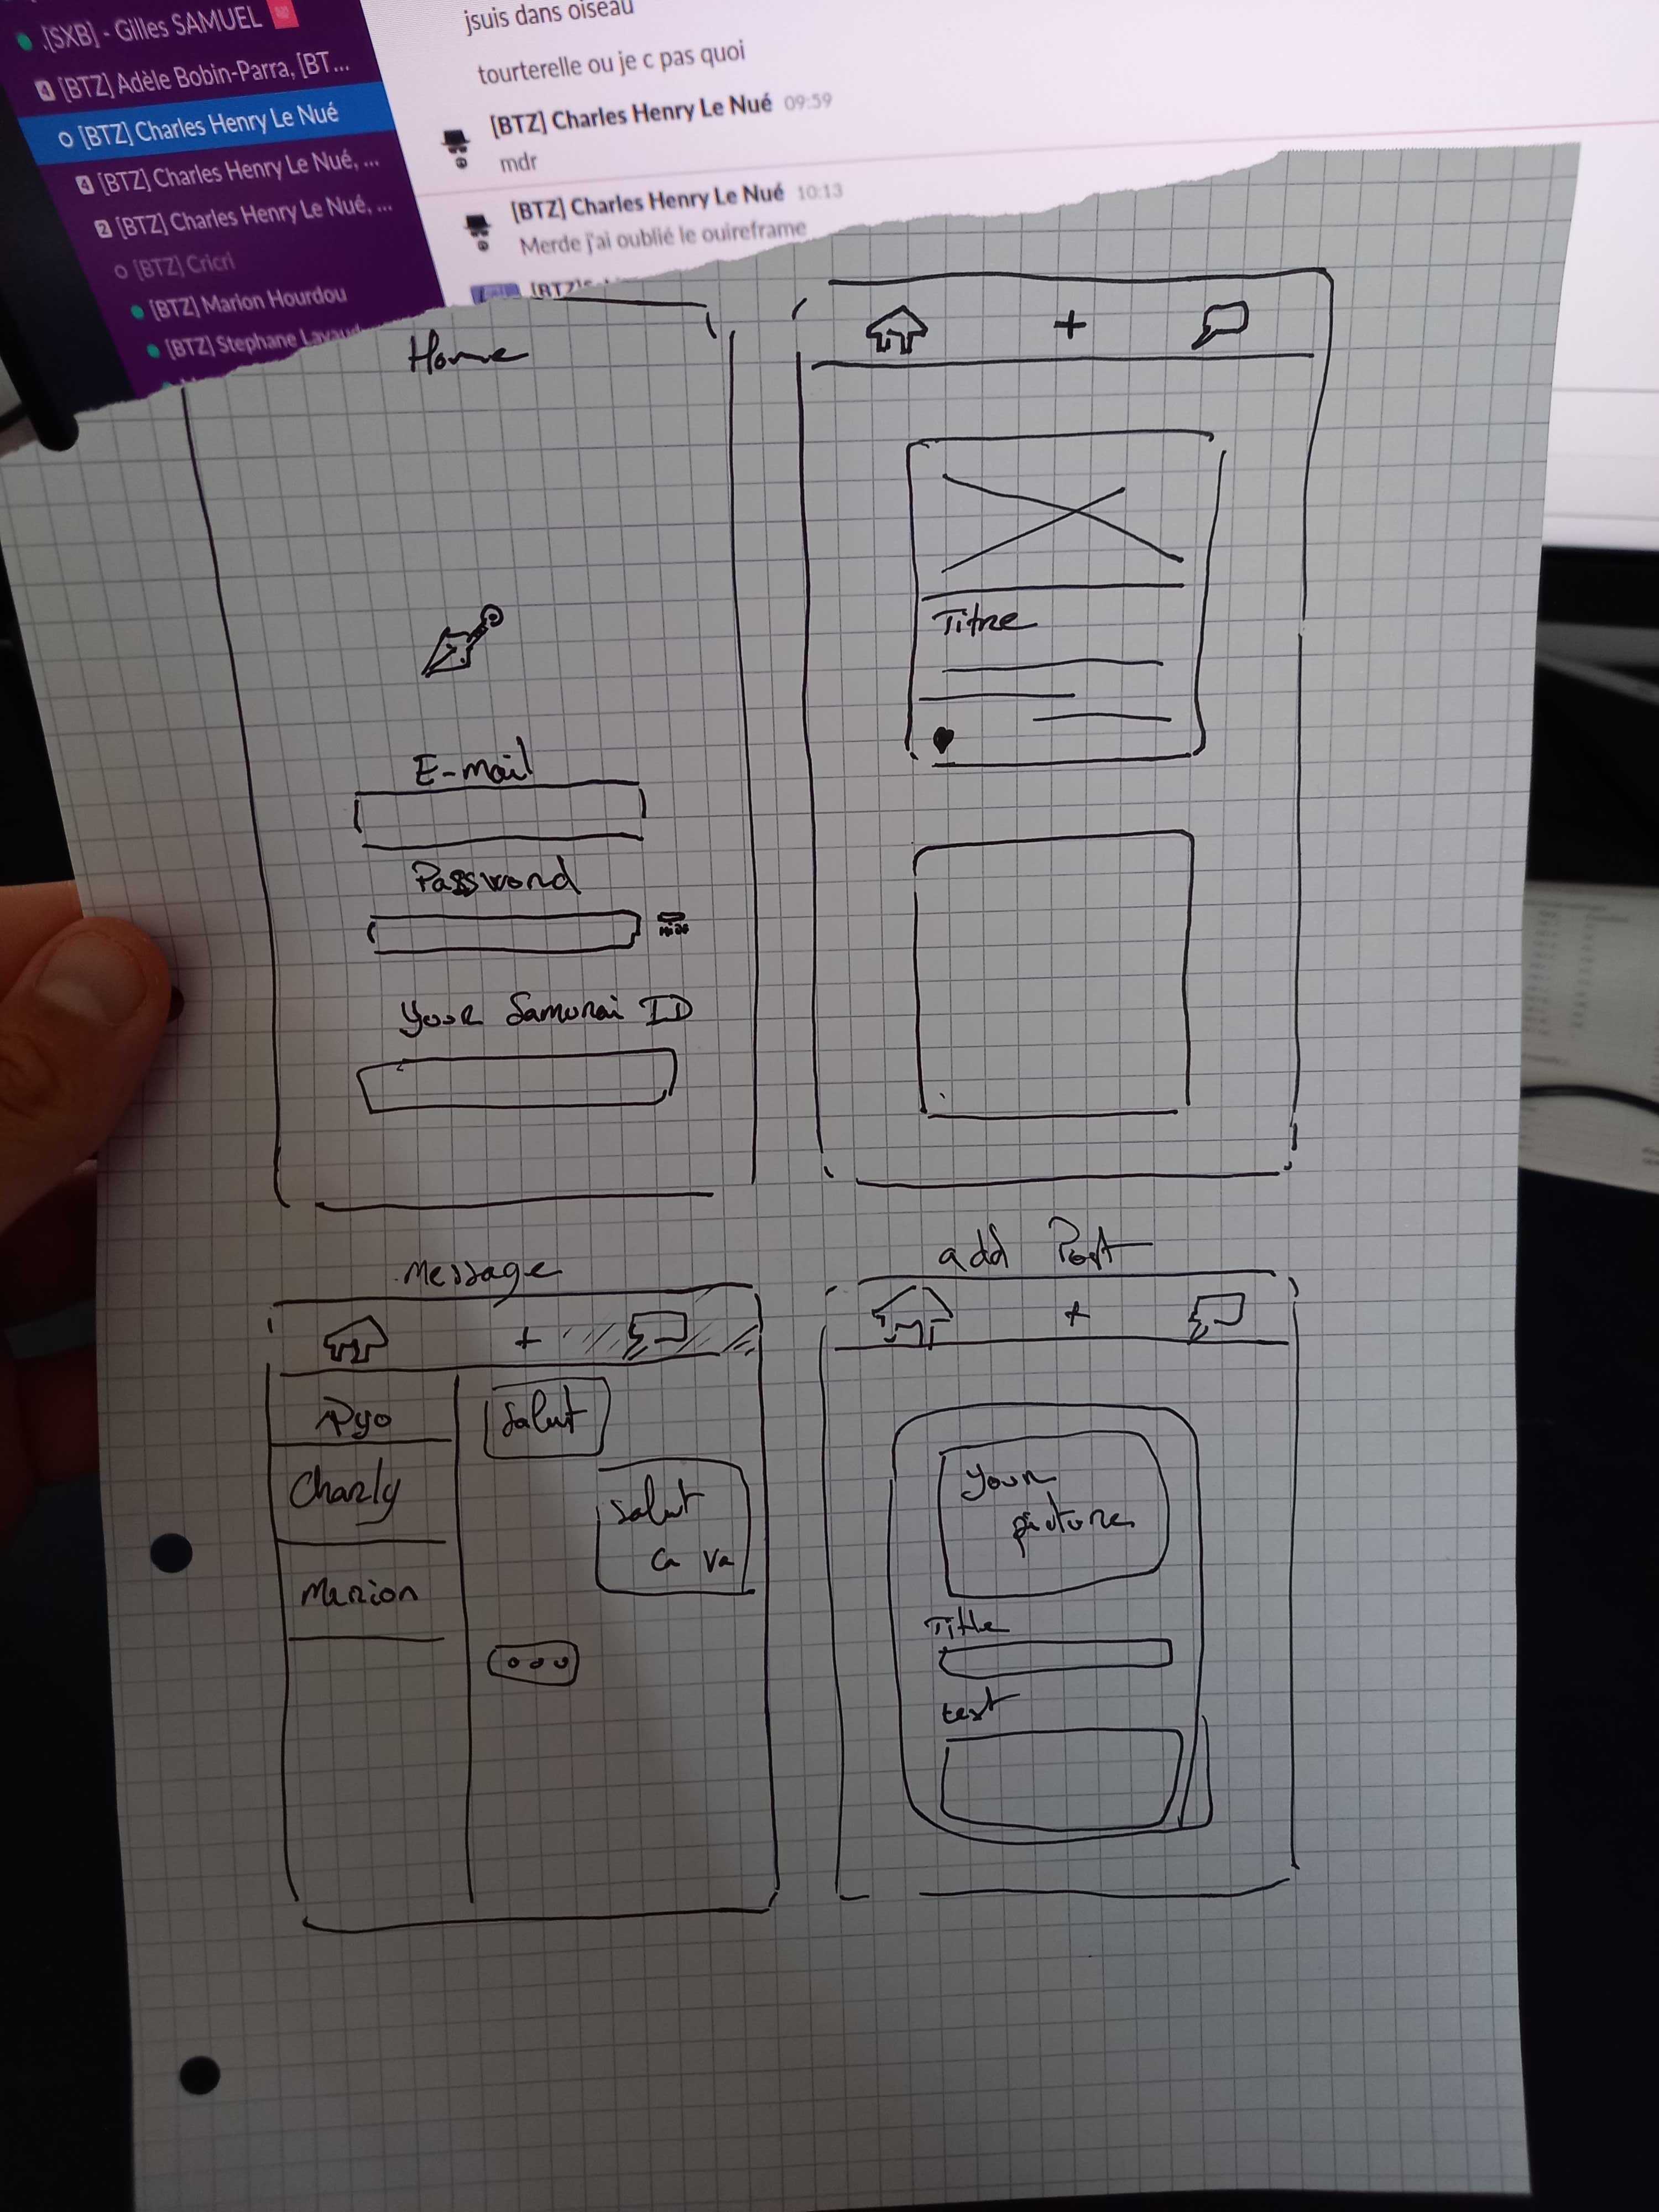 .[SXB] - Gilles SAMUEL
4 [BTZ] Adèle Bobin-Parra, [BT...
[BTZ] Charles Henry Le Nué
4 [BTZ] Charles Henry Le Nué, ...
2 [BTZ] Charles Henry Le Nué, ...
[BTZ] Cricri
[BTZ] Marion Hourdou
[BTZ] Stephane
jsuis dans oiseau
tourterelle ou je c pas quoi
[BTZ] Charles Henry Le Nué 09:59
mdr
[BTZ] Charles Henry Le Nué 10:13
Merde j'ai oublié le ouireframe
Home
E-mail
Password
Your Samurai ID
+
Titre
Message
+
Ryo
Charly
Marion
Salut
Salut
Ca va
add Post
+
Your
picture
Title
text